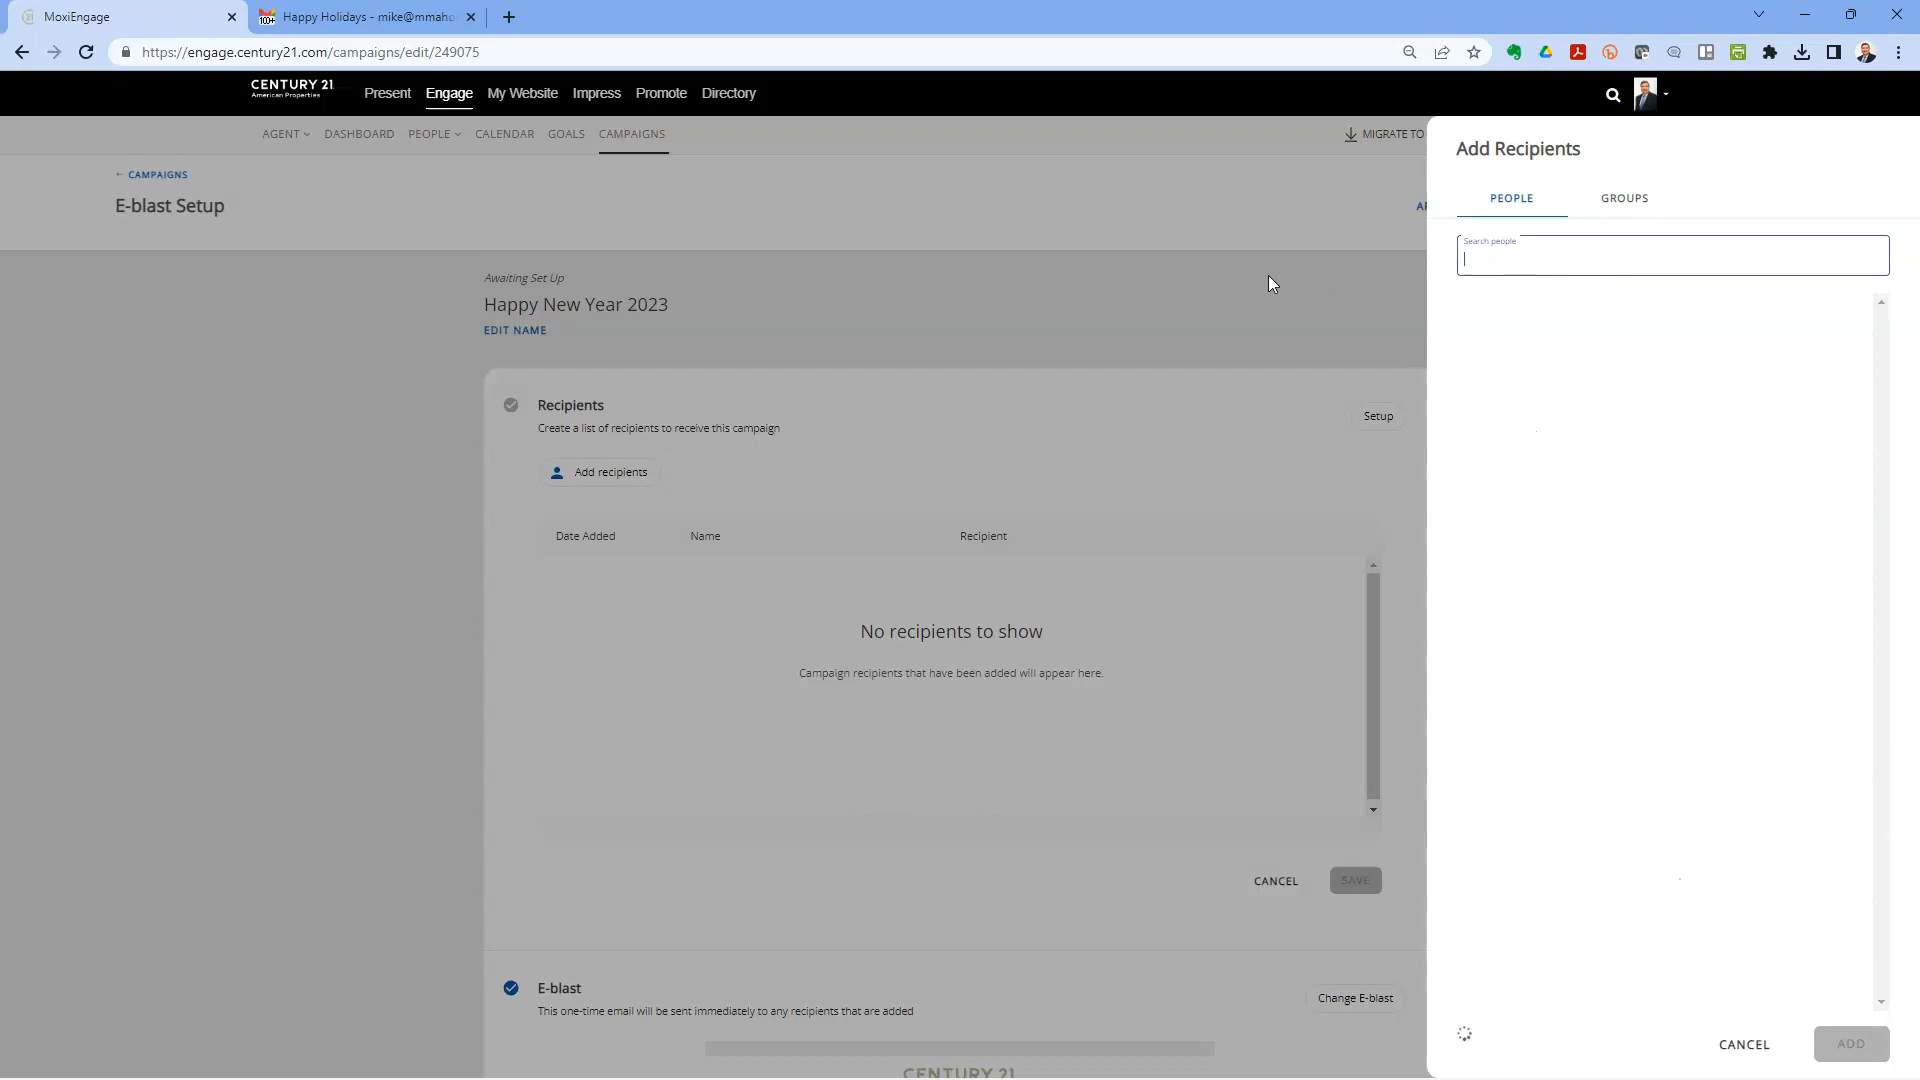 MoxiEngage
100+
Happy Holidays - mike@mmaho
https://engage.century21.com/campaigns/edit/249075
CENTURY 21
American Properties
Present
Engage
My Website
Impress
Promote
Directory
AGENT
DASHBOARD
PEOPLE
CALENDAR
GOALS
CAMPAIGNS
MIGRATE TO
← CAMPAIGNS
E-blast Setup
Awaiting Set Up
Happy New Year 2023
EDIT NAME
Recipients
Create a list of recipients to receive this campaign
Setup
Add recipients
Date Added
Name
Recipient
No recipients to show
Campaign recipients that have been added will appear here.
CANCEL
SAVE
E-blast
This one-time email will be sent immediately to any recipients that are added
Change E-blast
CENTURY 21
Add Recipients
PEOPLE
GROUPS
Search people
CANCEL
ADD